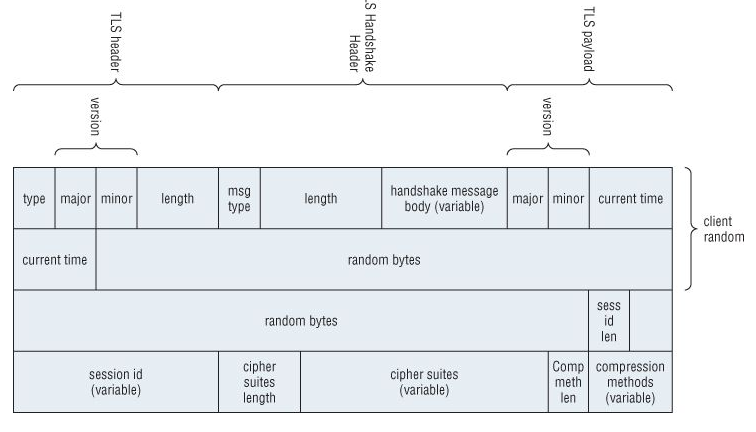 TLS header
S Handshake
Header
TLS payload
version
version
type
major
minor
length
msg
type
length
handshake message
body (variable)
major
minor
current time
client
random
current time
random bytes
random bytes
sess
id
len
session id
(variable)
cipher
suites
length
cipher suites
(variable)
Comp
meth
len
compression
methods
(variable)